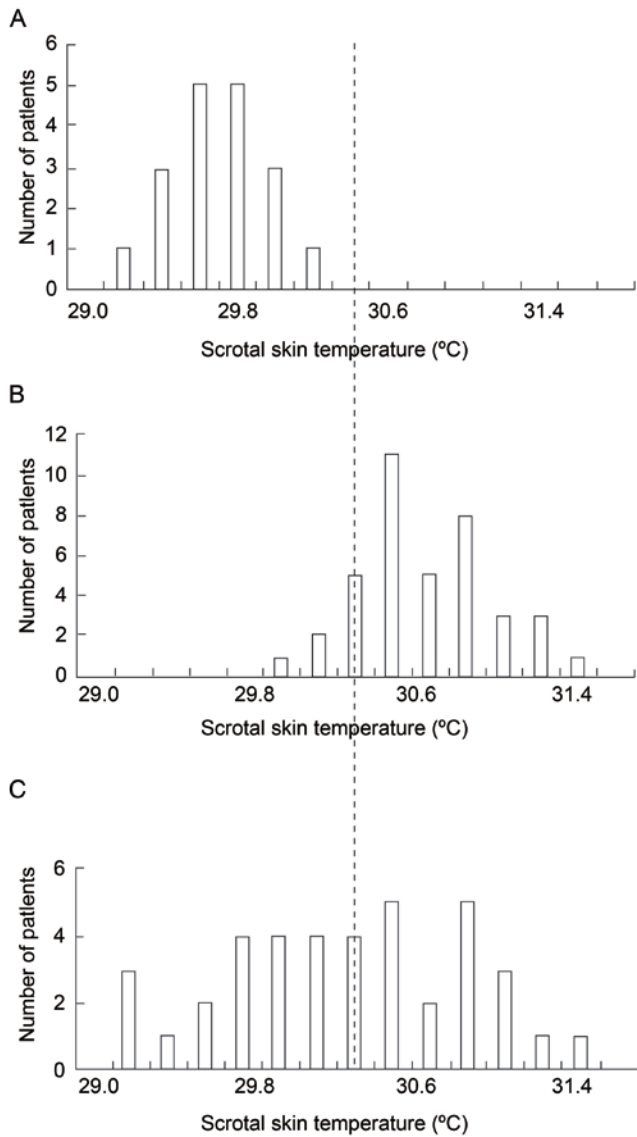 A
Number of patlents
6
5
4
3
2
1
0
29.0 29.8 30.6 31.4
Scrotal skin temperature (ºC)
B
Number of patlents
12
10
8
6
4
2
0
29.0 29.8 30.6 31.4
Scrotal skin temperature (ºC)
C
Number of patlents
6
4
2
0
29.0 29.8 30.6 31.4
Scrotal skin temperature (ºC)